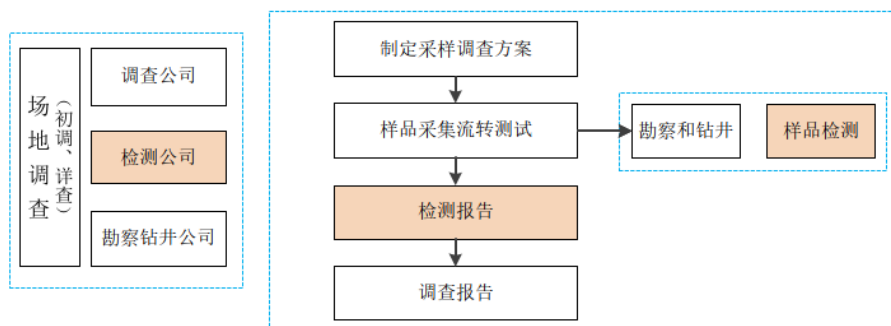 场地调查
(初调、详查)
调查公司
检测公司
勘察钻井公司
制定采样调查方案
样品采集流转测试
勘察和钻井
样品检测
检测报告
调查报告